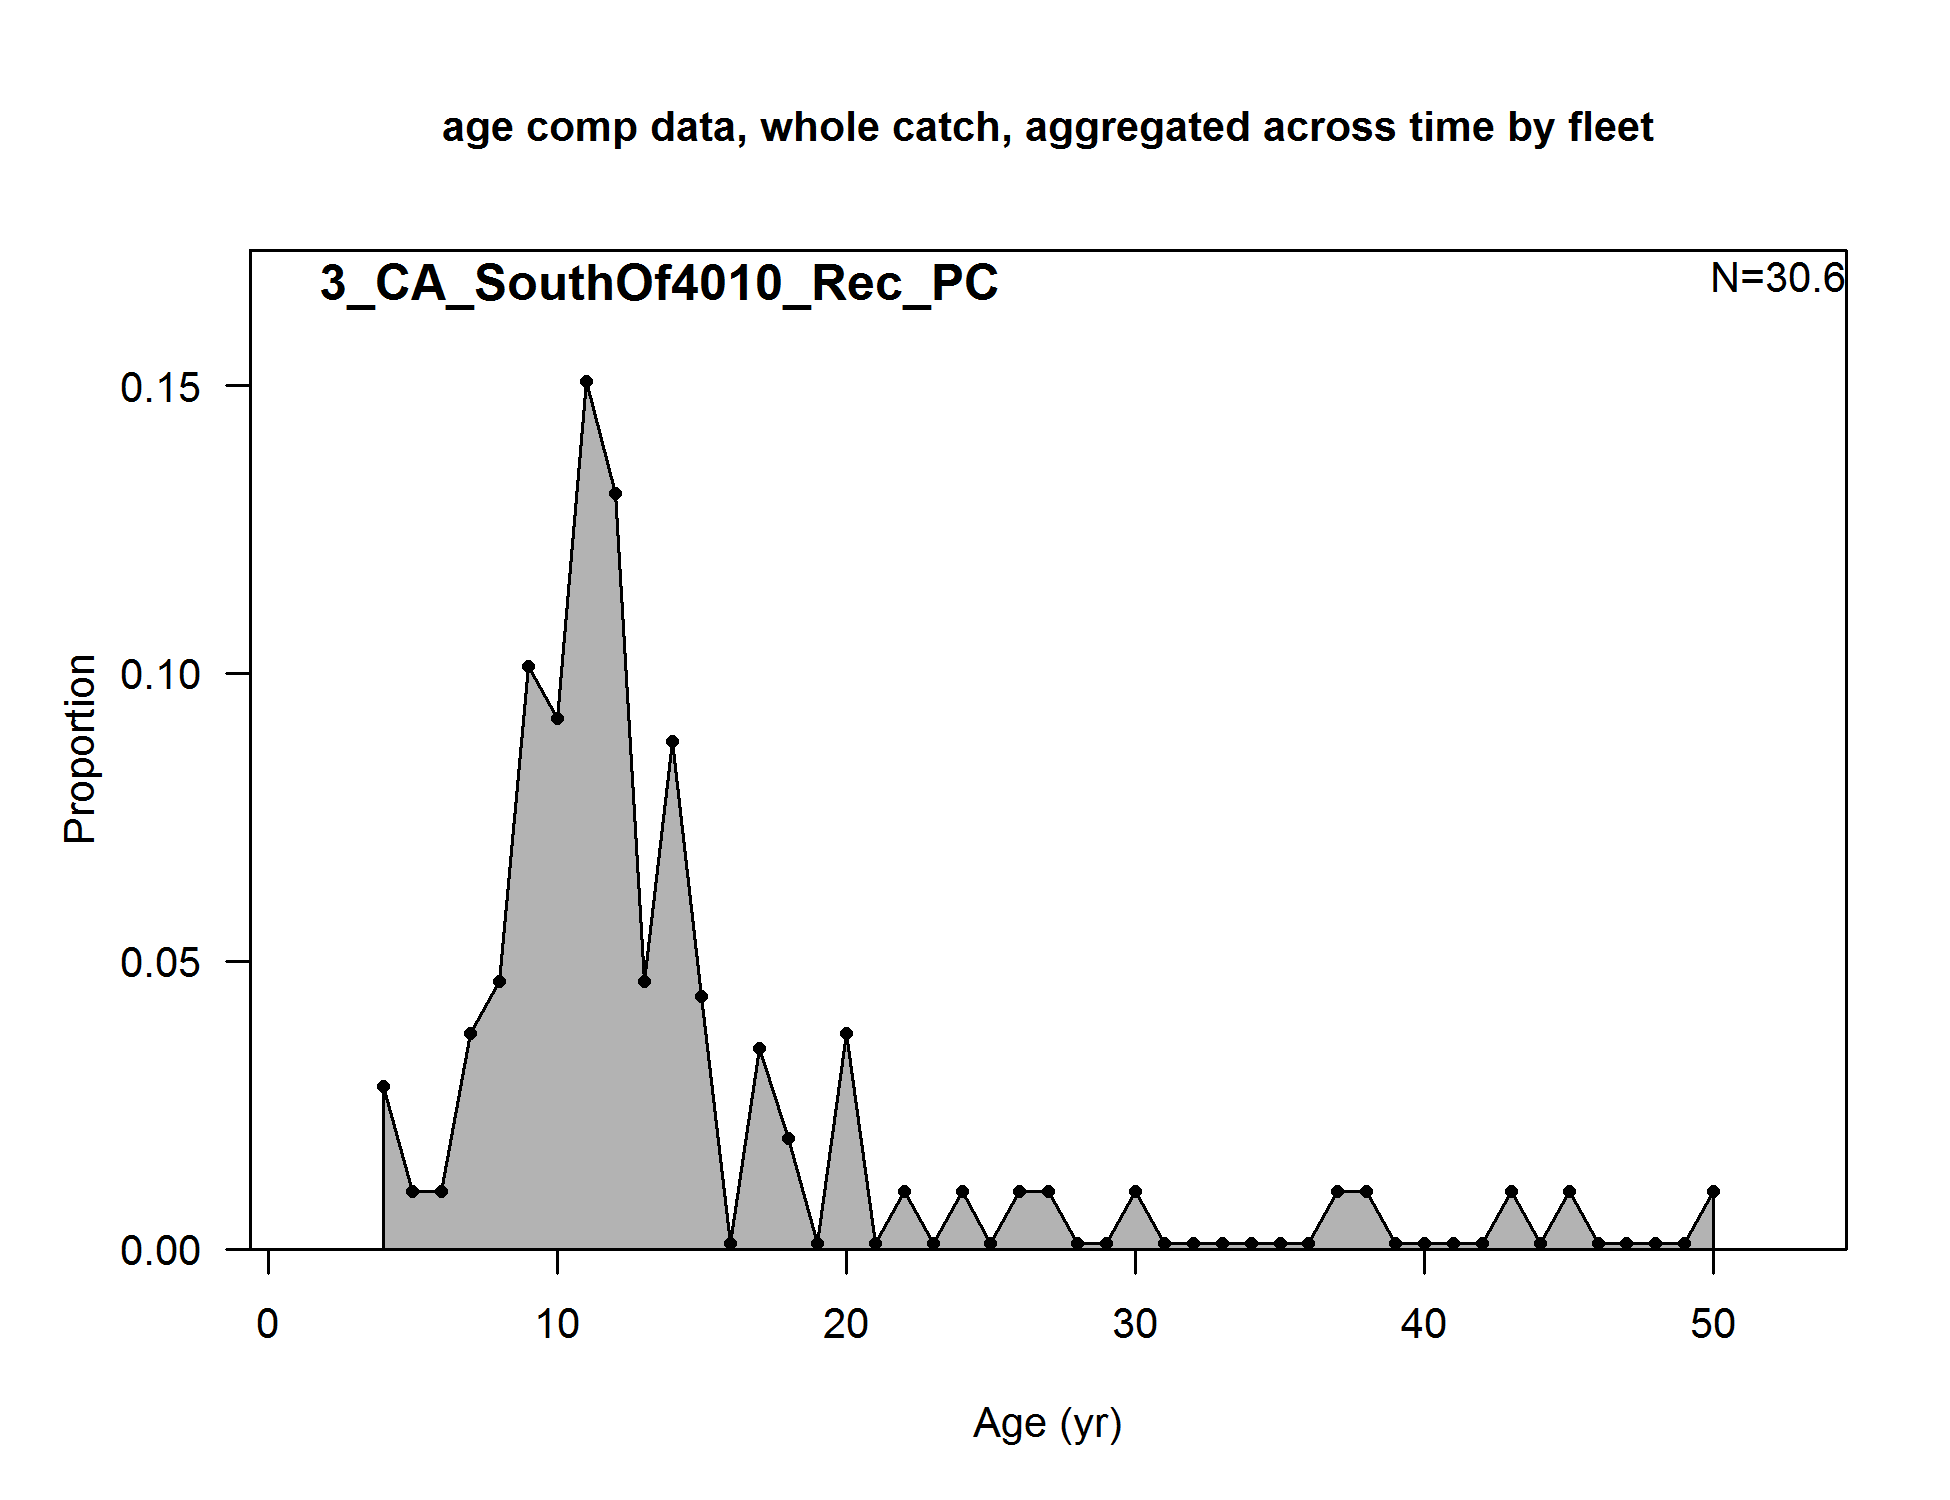 age comp data, whole catch, aggregated across time by fleet
3_CA_SouthOf4010_Rec_PC
N=30.6
0.15
0.10
0.05
0.00
Proportion
0 10 20 30 40 50
Age (yr)